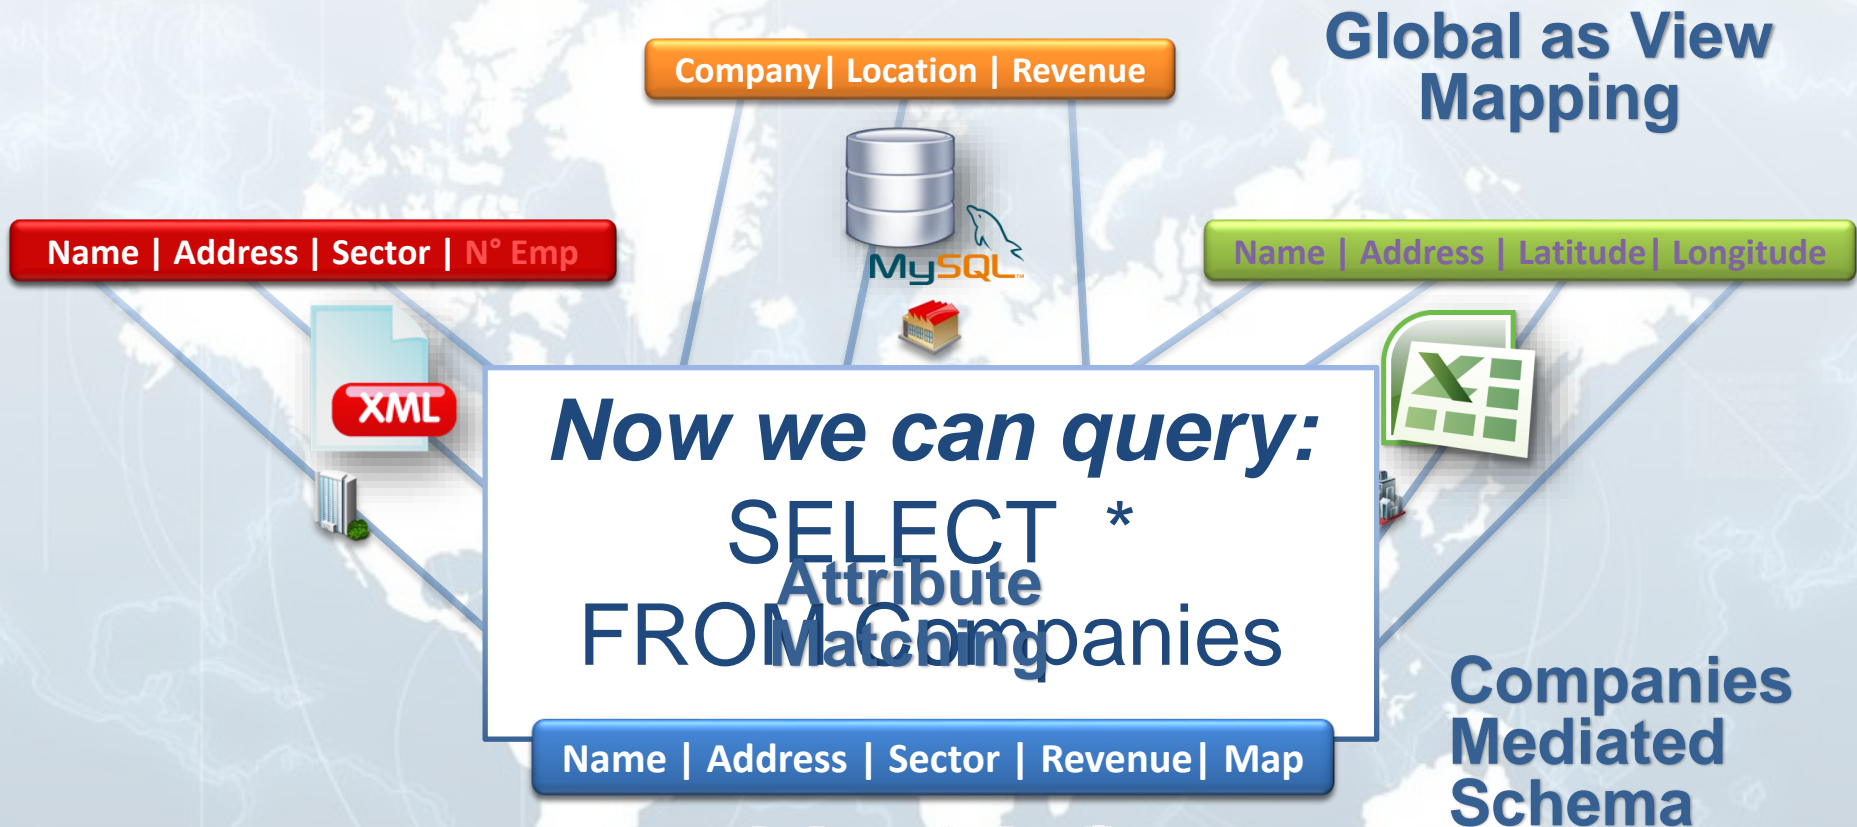 Global as View
Mapping
Company| Location | Revenue
Name | Address | Sector | N° Emp
MySQL™
Name | Address | Latitude| Longitude
XML
Now we can query:
SELECT *
FROM Companies
Attribute
Matching
Companies
Mediated
Schema
Name | Address | Sector | Revenue| Map